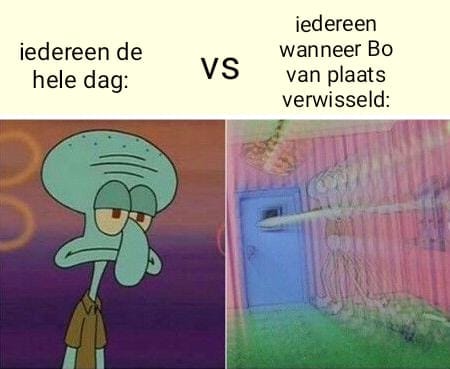 iedereen de
hele dag:
vs
iedereen
wanneer Bo
van plaats
verwisseld: